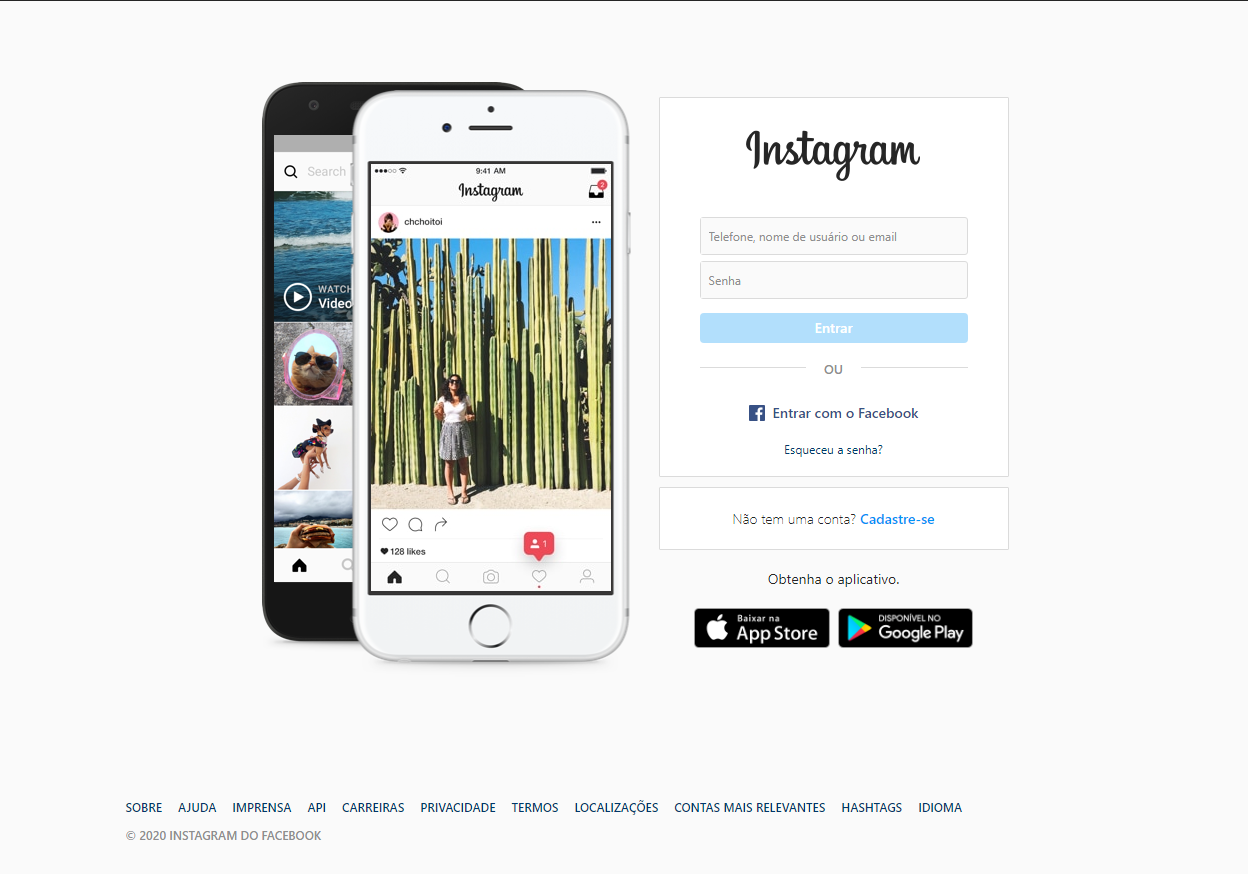 Search
WATCH
Video
9:41 AM
Instagram
2
chchoitoi
128 likes
1
Instagram
Telefone, nome de usuário ou email
Senha
Entrar
OU
Entrar com o Facebook
Esqueceu a senha?
Não tem uma conta? Cadastre-se
Obtenha o aplicativo.
Baixar na
App Store
DISPONÍVEL NO
Google Play
SOBRE AJUDA IMPRENSA API CARREIRAS PRIVACIDADE TERMOS LOCALIZAÇÕES CONTAS MAIS RELEVANTES HASHTAGS IDIOMA
© 2020 INSTAGRAM DO FACEBOOK